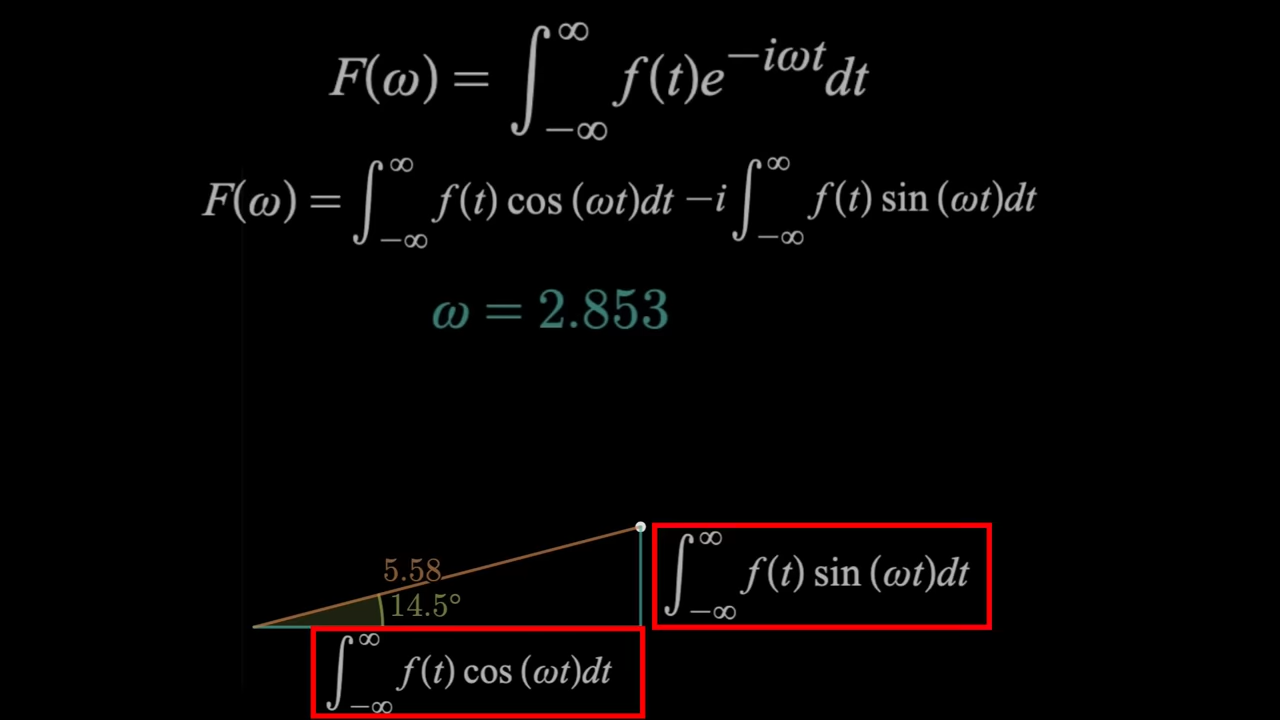 F(ω) = ∫_{−∞}^{∞} f(t)e^{−iωt}dt
F(ω) = ∫_{−∞}^{∞} f(t) cos (ωt)dt −i ∫_{−∞}^{∞} f(t) sin (ωt)dt
ω = 2.853
5.58
14.5°
∫_{−∞}^{∞} f(t) sin (ωt)dt
∫_{−∞}^{∞} f(t) cos (ωt)dt